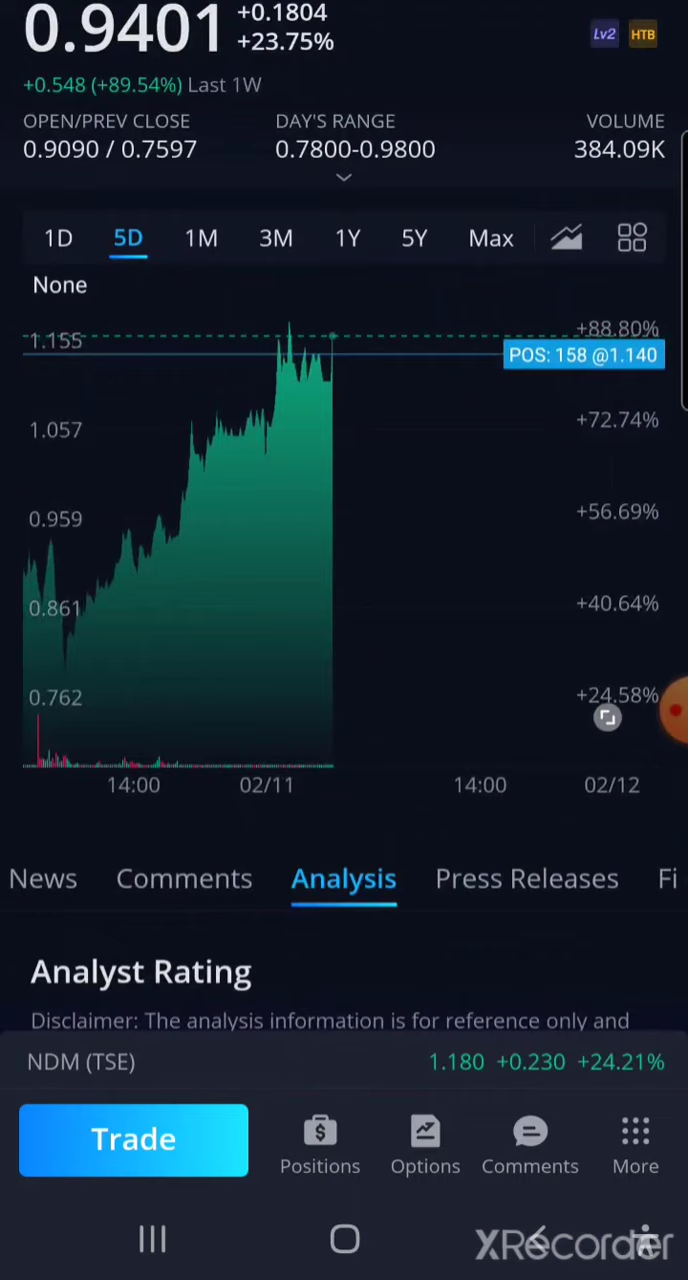 0.9401
+0.1804
+23.75%
Lv2 HTB
+0.548 (+89.54%) Last 1W
OPEN/PREV CLOSE DAY'S RANGE VOLUME
0.9090 / 0.7597 0.7800-0.9800 384.09K
1D 5D 1M 3M 1Y 5Y Max
None
1.155 +88.80%
POS: 158 @1.140
1.057 +72.74%
0.959 +56.69%
0.861 +40.64%
0.762 +24.58%
14:00 02/11 14:00 02/12
News Comments Analysis Press Releases Fi
Analyst Rating
Disclaimer: The analysis information is for reference only and
NDM (TSE) 1.180 +0.230 +24.21%
Trade
Positions Options Comments More
XRecorder